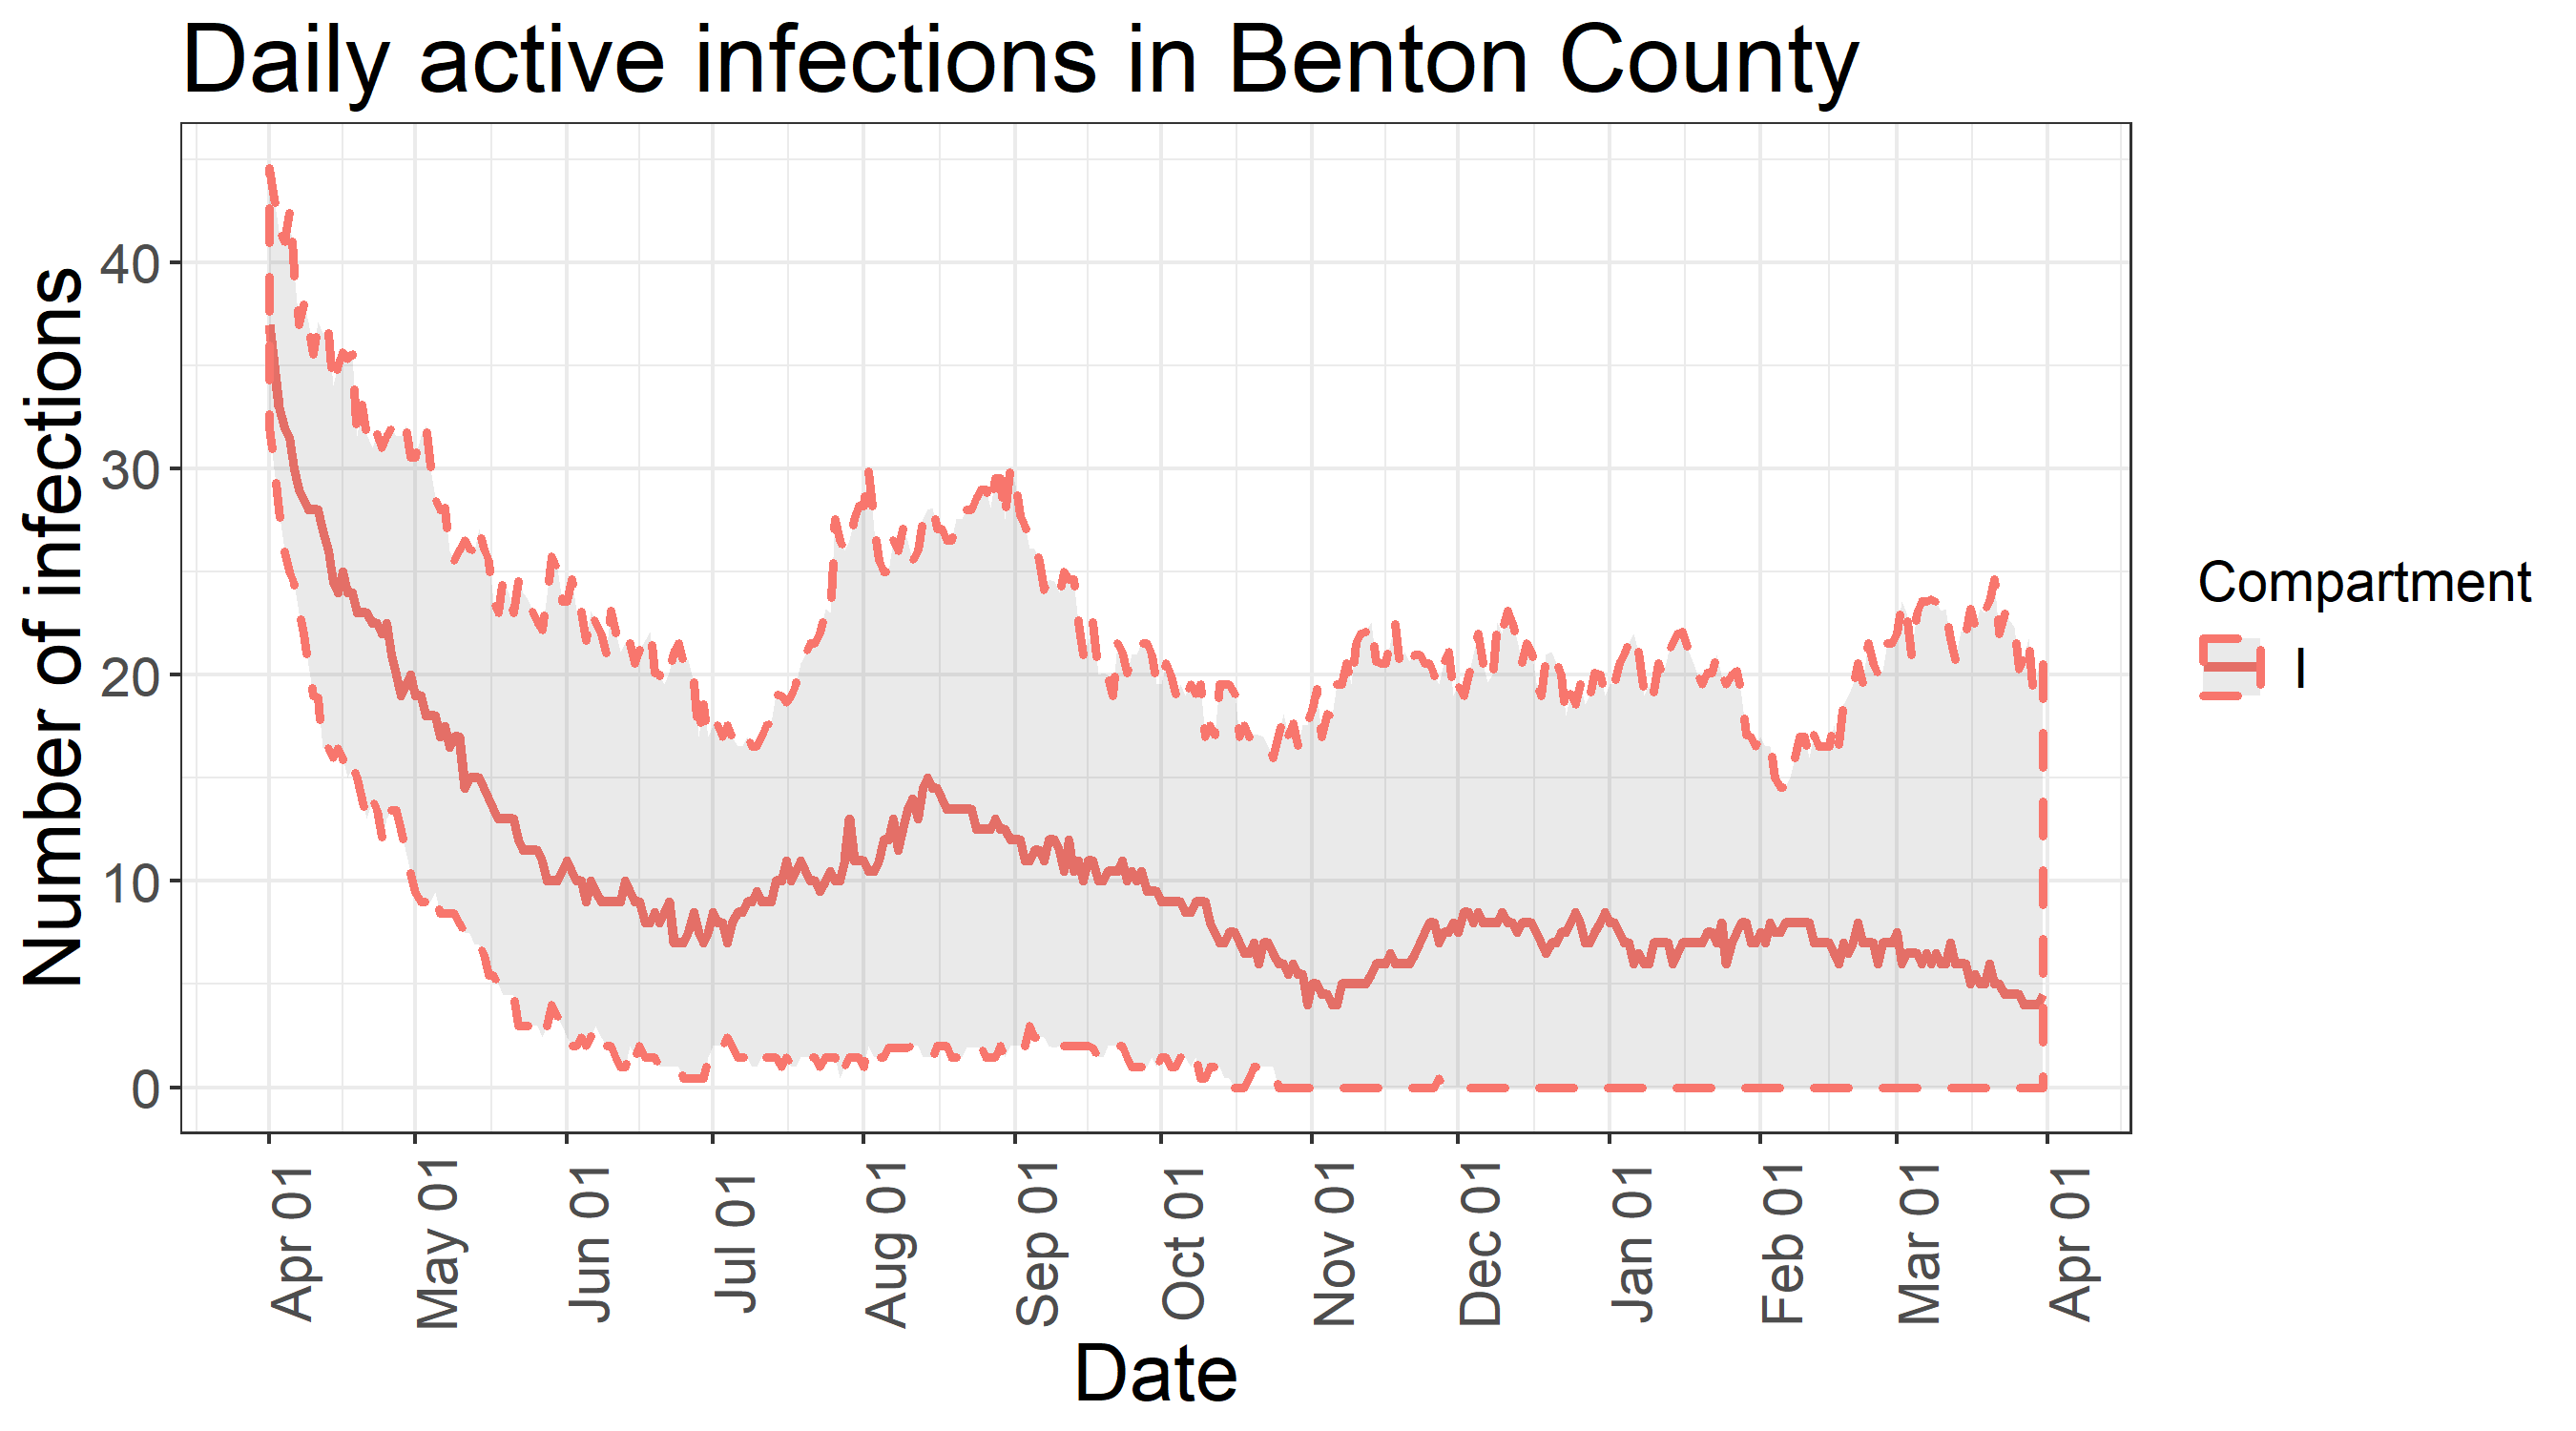 Daily active infections in Benton County
Number of infections
40
30
20
10
0
Apr 01
May 01
Jun 01
Jul 01
Aug 01
Sep 01
Oct 01
Nov 01
Dec 01
Jan 01
Feb 01
Mar 01
Apr 01
Date
Compartment
I